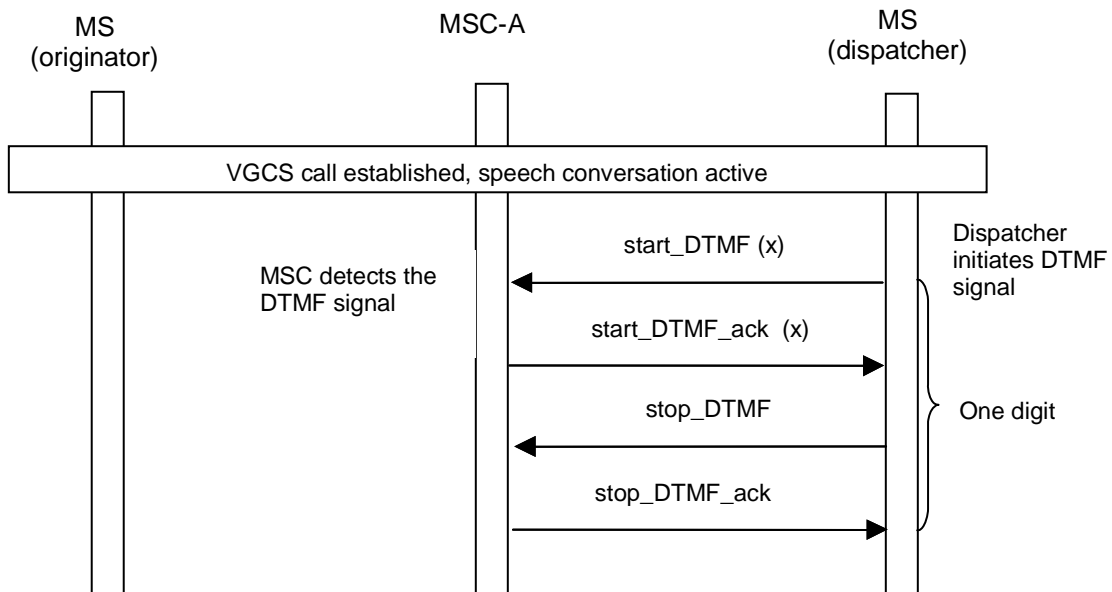 MS
(originator)
MSC-A
MS
(dispatcher)
VGCS call established, speech conversation active
start_DTMF (x)
Dispatcher
initiates DTMF
signal
MSC detects the
DTMF signal
start_DTMF_ack (x)
stop_DTMF
One digit
stop_DTMF_ack